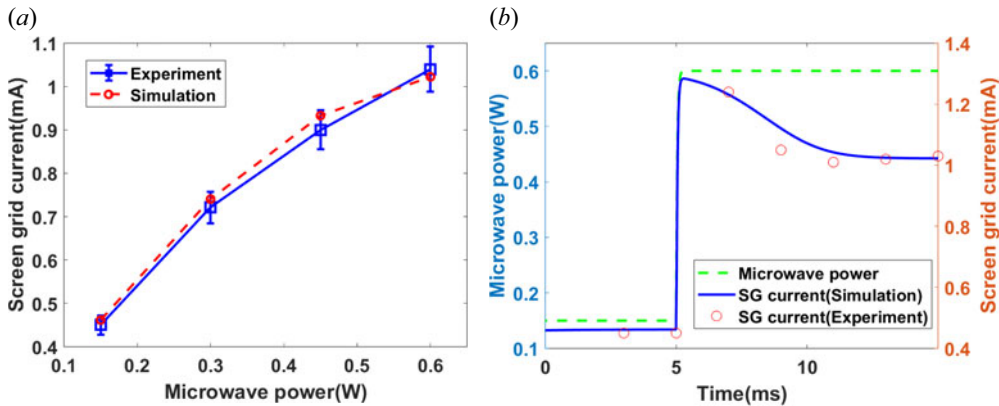 (a)
Screen grid current(mA)
1.1
1
0.9
0.8
0.7
0.6
0.5
0.4
Experiment
Simulation
0.1 0.2 0.3 0.4 0.5 0.6
Microwave power(W)
(b)
Microwave power(W)
0.6
0.5
0.4
0.3
0.2
0.1
Microwave power
SG current(Simulation)
SG current(Experiment)
0 5 10
Time(ms)
1.4
1.2
1
0.8
0.6
0.4
Screen grid current(mA)